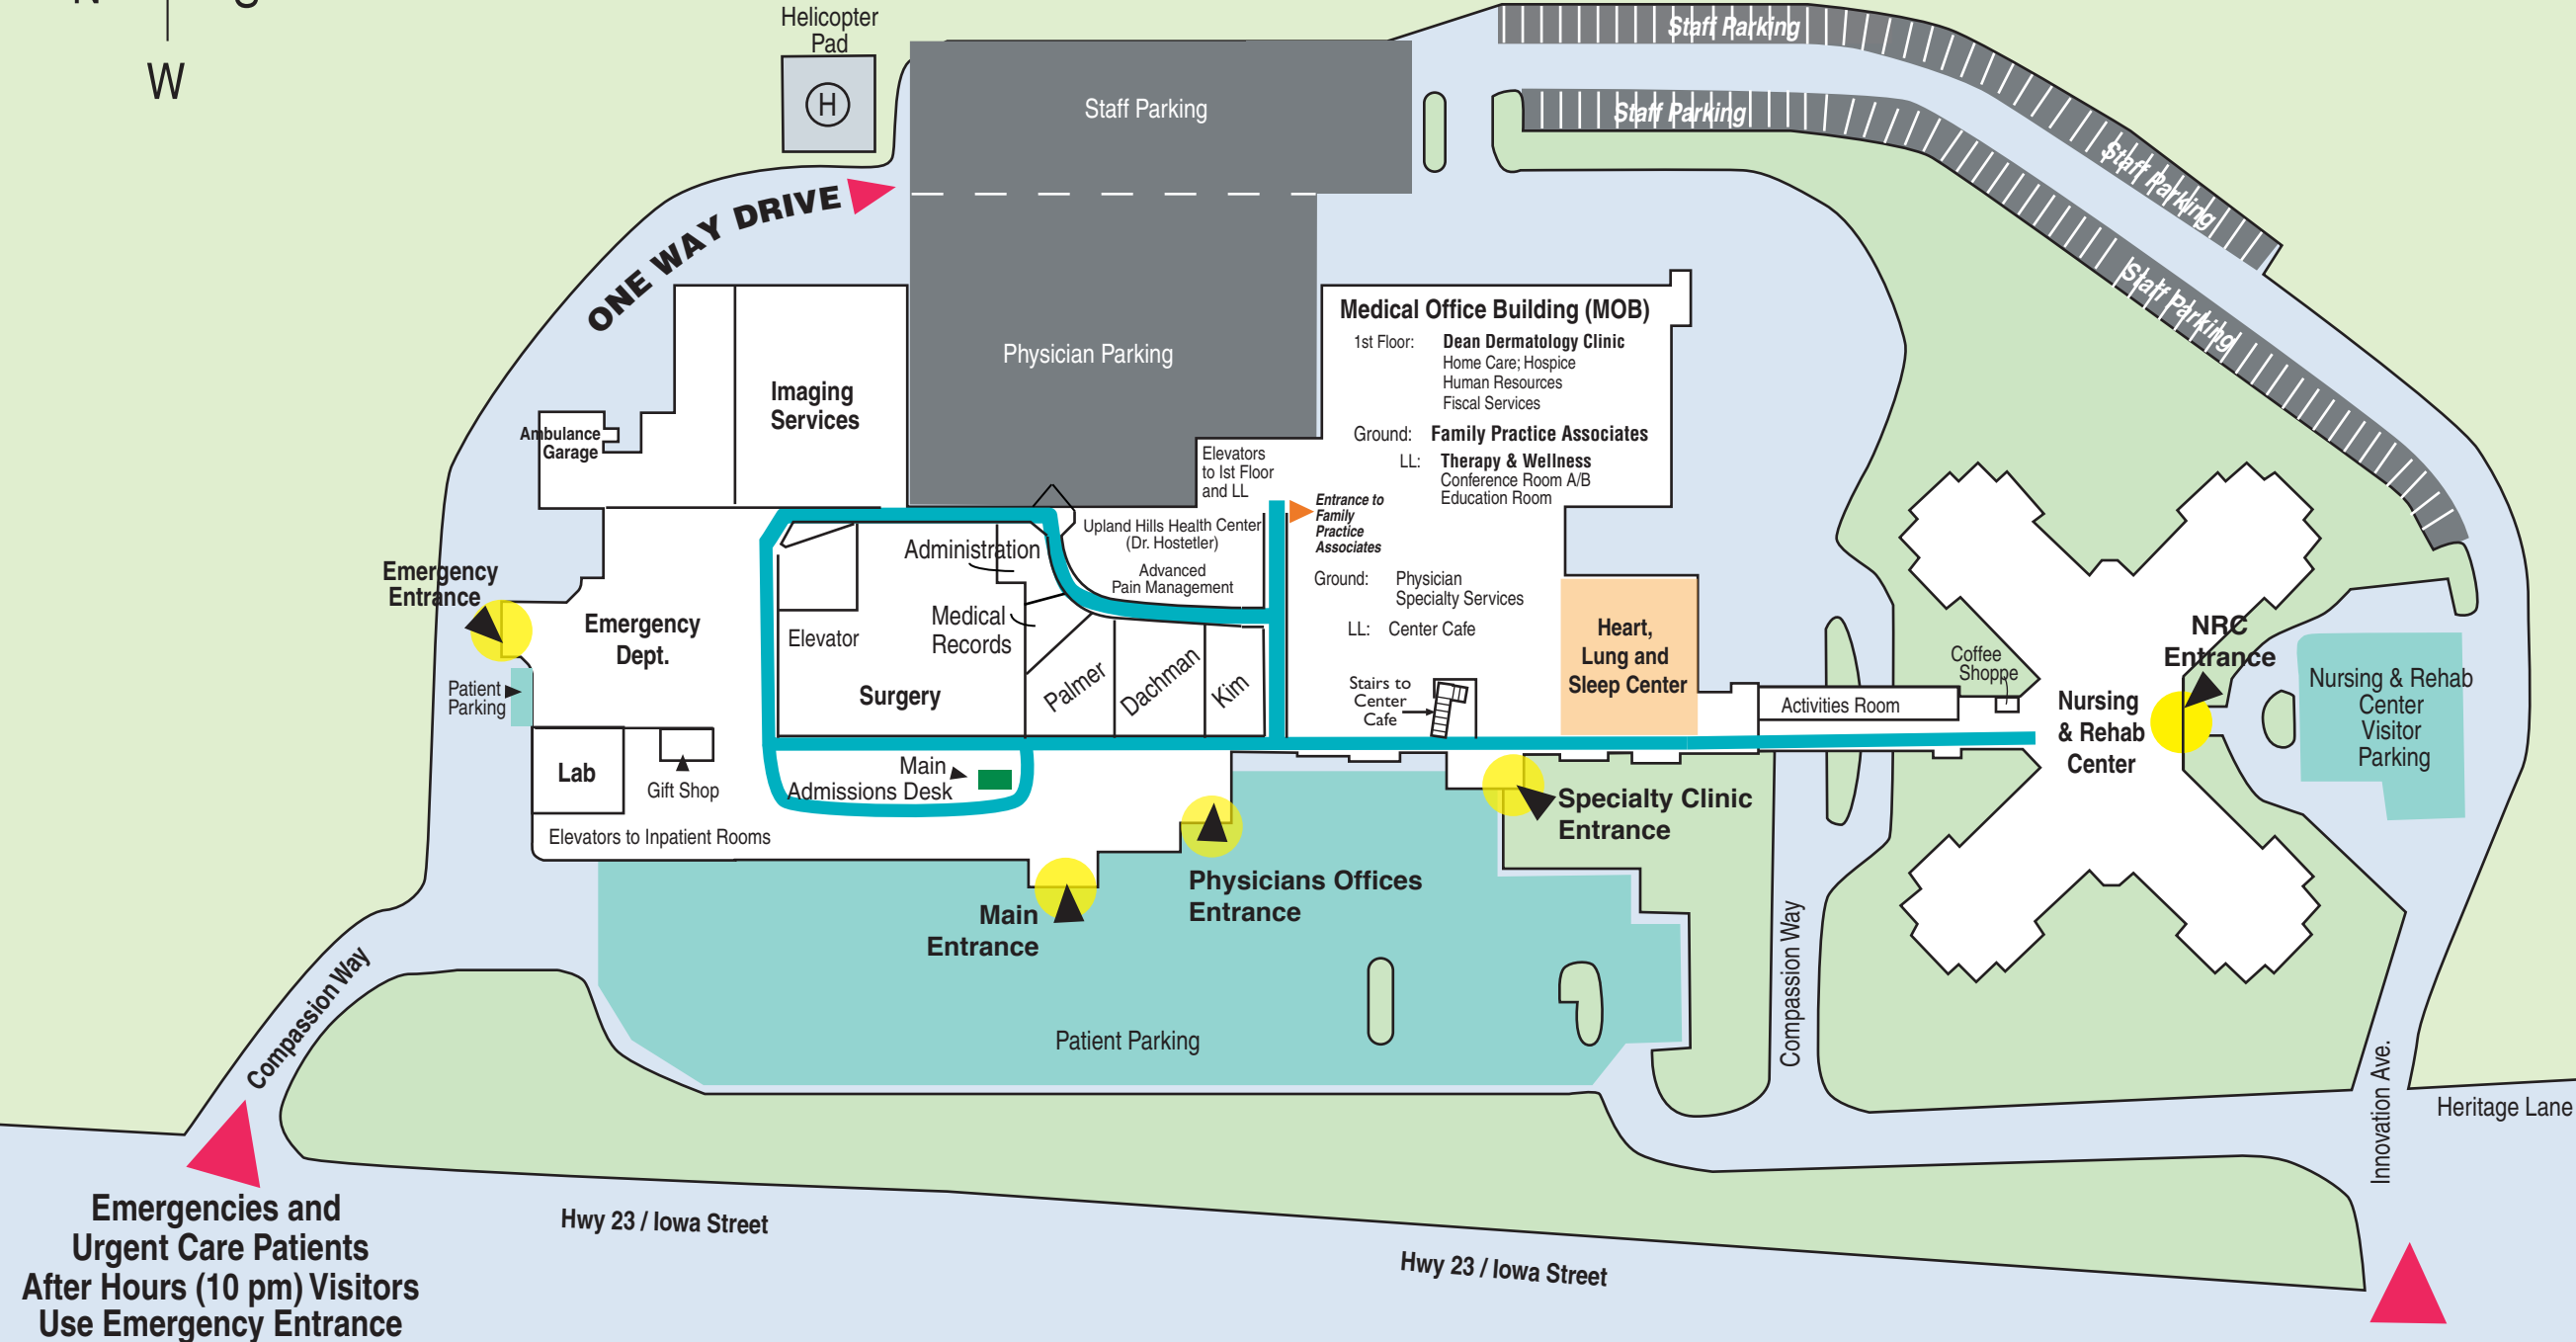 W
Helicopter
Pad
H
Staff Parking
Staff Parking
Staff Parking
Staff Parking
Staff Parking
ONE WAY DRIVE
Physician Parking
Imaging
Services
Ambulance
Garage
Medical Office Building (MOB)
1st Floor: Dean Dermatology Clinic
Home Care; Hospice
Human Resources
Fiscal Services
Ground: Family Practice Associates
LL: Therapy & Wellness
Conference Room A/B
Education Room
Elevators
to Ist Floor
and LL
Entrance to
Family
Practice
Associates
Upland Hills Health Center
(Dr. Hostetler)
Advanced
Pain Management
Administration
Medical
Records
Elevator
Surgery
Palmer
Dachman
Kim
Ground: Physician
Specialty Services
LL: Center Cafe
Stairs to
Center
Cafe
Heart,
Lung and
Sleep Center
Activities Room
Coffee
Shoppe
Nursing
& Rehab
Center
NRC
Entrance
Nursing & Rehab
Center
Visitor
Parking
Emergency
Entrance
Emergency
Dept.
Patient
Parking
Lab
Gift Shop
Main
Admissions Desk
Elevators to Inpatient Rooms
Specialty Clinic
Entrance
Physicians Offices
Entrance
Main
Entrance
Patient Parking
Compassion Way
Compassion Way
Innovation Ave.
Heritage Lane
Emergencies and
Urgent Care Patients
After Hours (10 pm) Visitors
Use Emergency Entrance
Hwy 23 / Iowa Street
Hwy 23 / Iowa Street